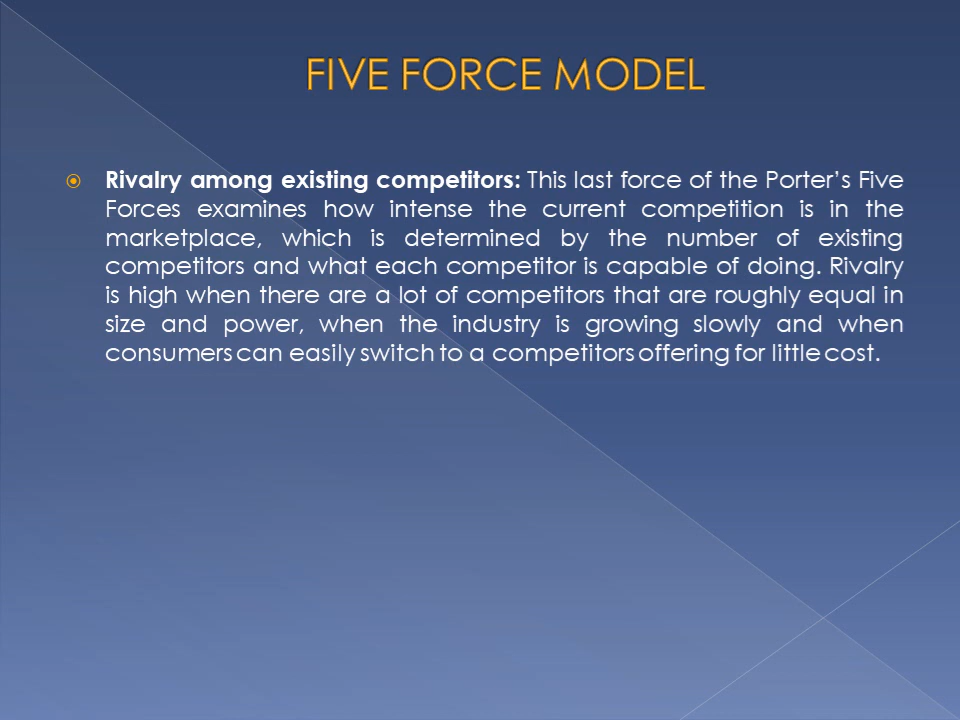 FIVE FORCE MODEL
Rivalry among existing competitors: This last force of the Porter’s Five
Forces examines how intense the current competition is in the
marketplace, which is determined by the number of existing
competitors and what each competitor is capable of doing. Rivalry
is high when there are a lot of competitors that are roughly equal in
size and power, when the industry is growing slowly and when
consumers can easily switch to a competitors offering for little cost.